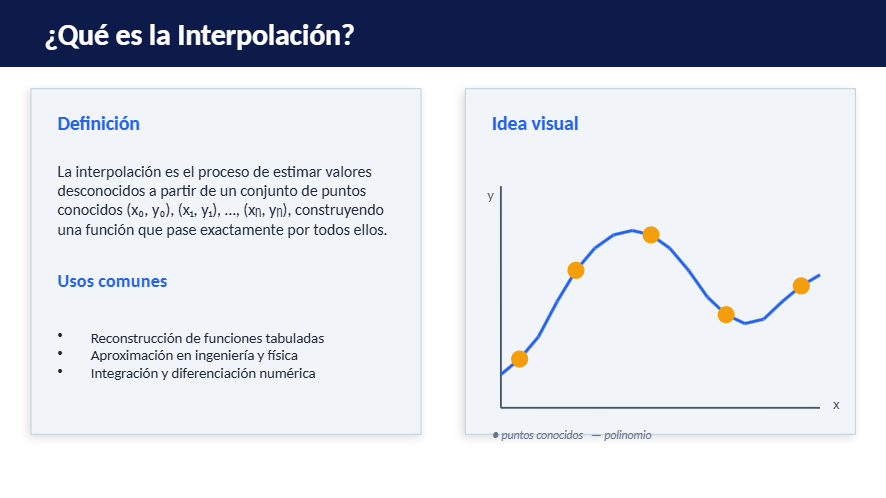 ¿Qué es la Interpolación?
Definición
La interpolación es el proceso de estimar valores
desconocidos a partir de un conjunto de puntos
conocidos (x₀, y₀), (x₁, y₁), ..., (x▯, y▯), construyendo
una función que pase exactamente por todos ellos.
Usos comunes
• Reconstrucción de funciones tabuladas
• Aproximación en ingeniería y física
• Integración y diferenciación numérica
Idea visual
y
x
● puntos conocidos — polinomio